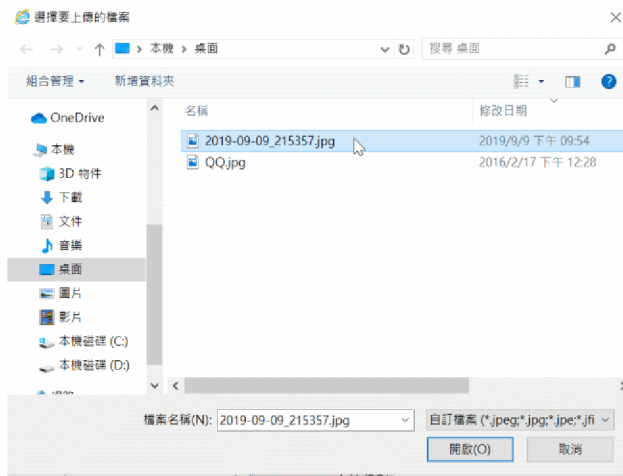 選擇要上傳的檔案
本機 > 桌面
搜尋 桌面
組合管理
新增資料夾
名稱
修改日期
OneDrive
本機
3D 物件
下載
文件
音樂
桌面
圖片
影片
本機磁碟 (C:)
本機磁碟 (D:)
2019-09-09_215357.jpg
2019/9/9 下午 09:54
QQ.jpg
2016/2/17 下午 12:28
檔案名稱(N):
2019-09-09_215357.jpg
自訂檔案 (*.jpeg;*.jpg;*.jpe;*.jfi
開啟(O)
取消